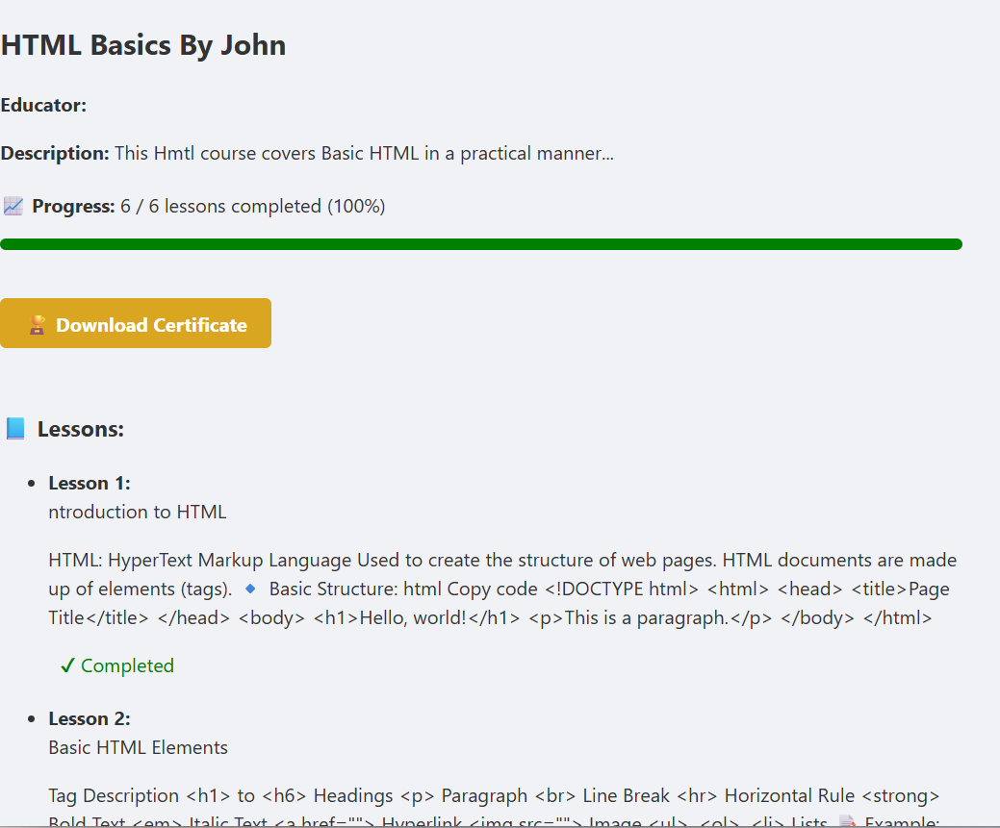 HTML Basics By John
Educator:
Description: This Hmtl course covers Basic HTML in a practical manner...
Progress: 6 / 6 lessons completed (100%)
Download Certificate
Lessons:
Lesson 1:
ntroduction to HTML
HTML: HyperText Markup Language Used to create the structure of web pages. HTML documents are made
up of elements (tags). 🔹 Basic Structure: html Copy code <!DOCTYPE html> <html> <head> <title>Page
Title</title> </head> <body> <h1>Hello, world!</h1> <p>This is a paragraph.</p> </body> </html>
✓ Completed
Lesson 2:
Basic HTML Elements
Tag Description <h1> to <h6> Headings <p> Paragraph <br> Line Break <hr> Horizontal Rule <strong>
Bold Text <em> Italic Text <a href=""> Hyperlink <img src=""> Image <ul>, <ol>, <li> Lists 📝 Example: